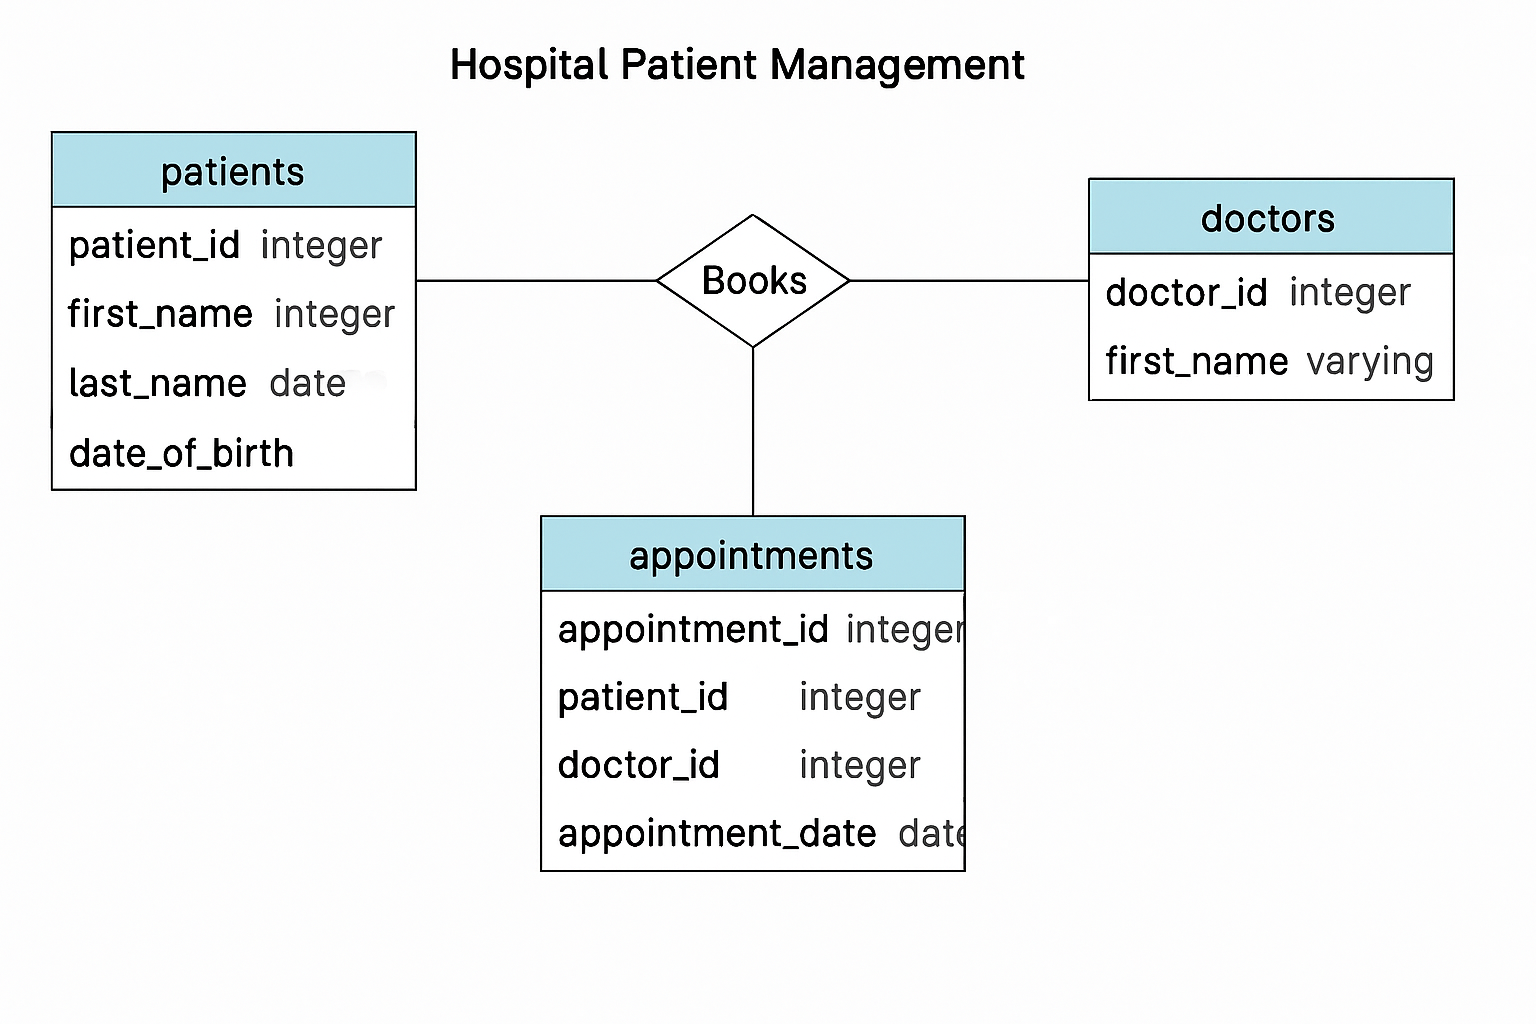 Hospital Patient Management
patients
patient_id integer
first_name integer
last_name date
date_of_birth
Books
doctors
doctor_id integer
first_name varying
appointments
appointment_id integer
patient_id integer
doctor_id integer
appointment_date date